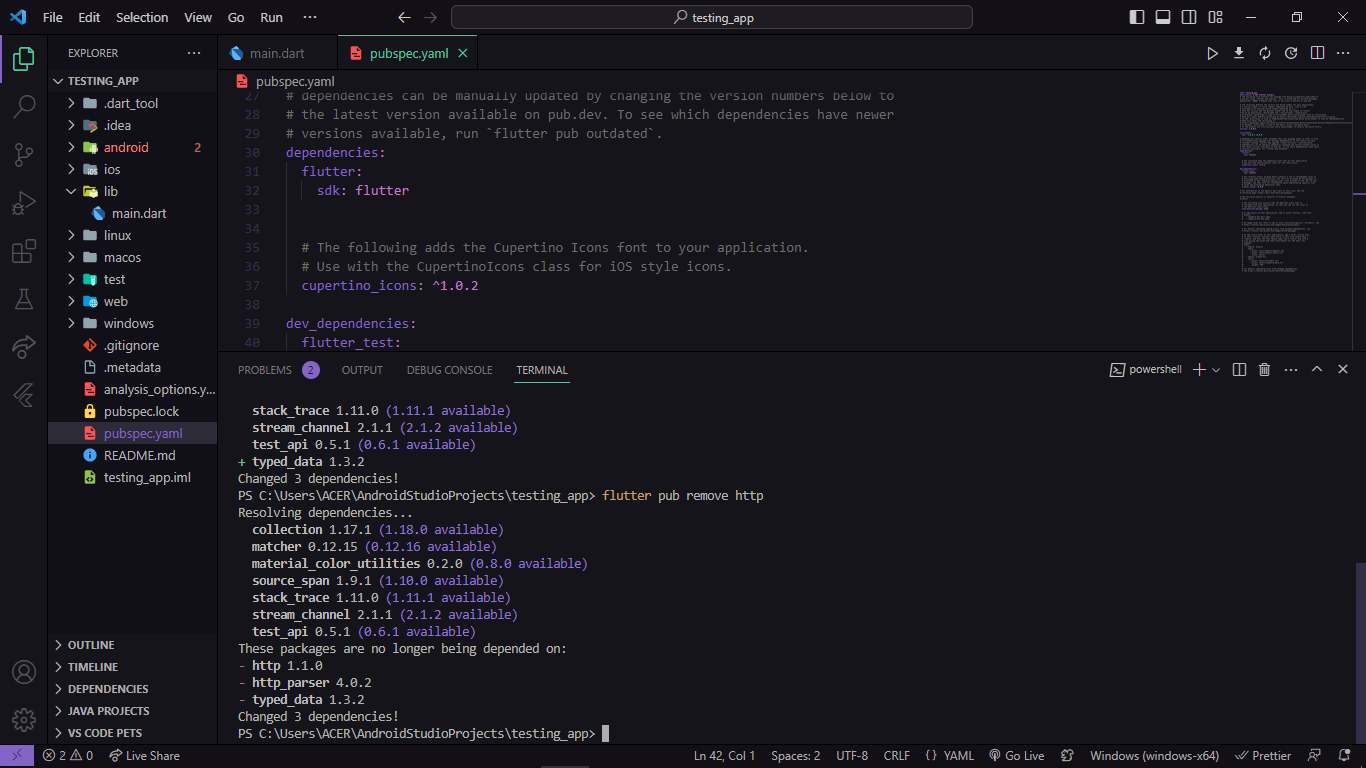 File Edit Selection View Go Run ··· testing_app
EXPLORER ···
main.dart
pubspec.yaml
TESTING_APP
.dart_tool
.idea
android 2
ios
lib
main.dart
linux
macos
test
web
windows
.gitignore
.metadata
analysis_options.y...
pubspec.lock
pubspec.yaml
README.md
testing_app.iml
OUTLINE
TIMELINE
DEPENDENCIES
JAVA PROJECTS
VS CODE PETS
pubspec.yaml
27 # dependencies can be manually updated by changing the version numbers below to
28 # the latest version available on pub.dev. To see which dependencies have newer
29 # versions available, run `flutter pub outdated`.
30 dependencies:
31 flutter:
32 sdk: flutter
33
34
35 # The following adds the Cupertino Icons font to your application.
36 # Use with the CupertinoIcons class for iOS style icons.
37 cupertino_icons: ^1.0.2
38
39 dev_dependencies:
40 flutter_test:
PROBLEMS 2 OUTPUT DEBUG CONSOLE TERMINAL powershell
stack_trace 1.11.0 (1.11.1 available)
stream_channel 2.1.1 (2.1.2 available)
test_api 0.5.1 (0.6.1 available)
+ typed_data 1.3.2
Changed 3 dependencies!
PS C:\Users\ACER\AndroidStudioProjects\testing_app> flutter pub remove http
Resolving dependencies...
collection 1.17.1 (1.18.0 available)
matcher 0.12.15 (0.12.16 available)
material_color_utilities 0.2.0 (0.8.0 available)
source_span 1.9.1 (1.10.0 available)
stack_trace 1.11.0 (1.11.1 available)
stream_channel 2.1.1 (2.1.2 available)
test_api 0.5.1 (0.6.1 available)
These packages are no longer being depended on:
- http 1.1.0
- http_parser 4.0.2
- typed_data 1.3.2
Changed 3 dependencies!
PS C:\Users\ACER\AndroidStudioProjects\testing_app>
2 0 Live Share Ln 42, Col 1 Spaces: 2 UTF-8 CRLF {} YAML Go Live Windows (windows-x64) Prettier